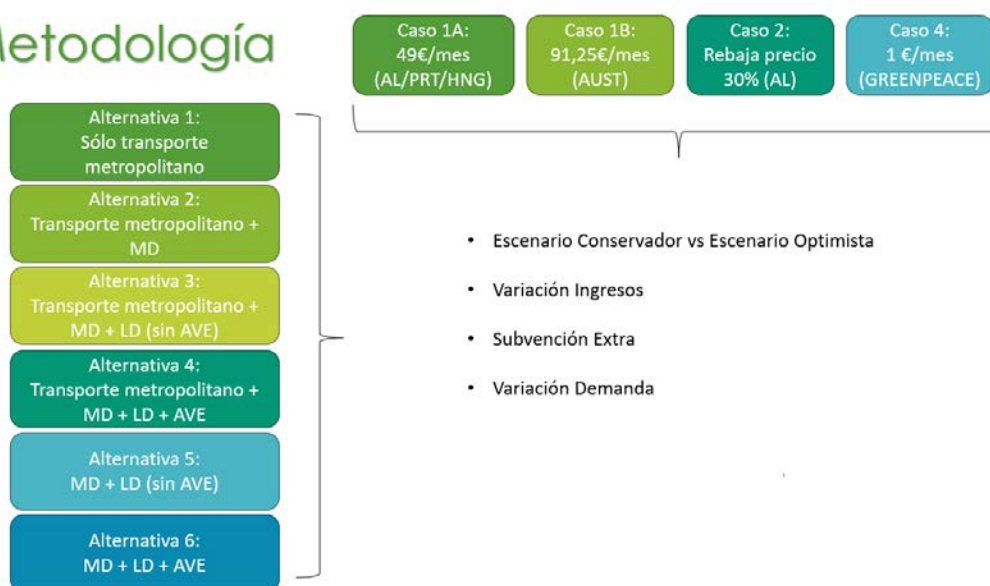 Metodología
Caso 1A:
49€/mes
(AL/PRT/HNG)
Caso 1B:
91,25€/mes
(AUST)
Caso 2:
Rebaja precio
30% (AL)
Caso 4:
1 €/mes
(GREENPEACE)
Alternativa 1:
Sólo transporte
metropolitano
Alternativa 2:
Transporte metropolitano +
MD
Alternativa 3:
Transporte metropolitano +
MD + LD (sin AVE)
Alternativa 4:
Transporte metropolitano +
MD + LD + AVE
Alternativa 5:
MD + LD (sin AVE)
Alternativa 6:
MD + LD + AVE
• Escenario Conservador vs Escenario Optimista
• Variación Ingresos
• Subvención Extra
• Variación Demanda